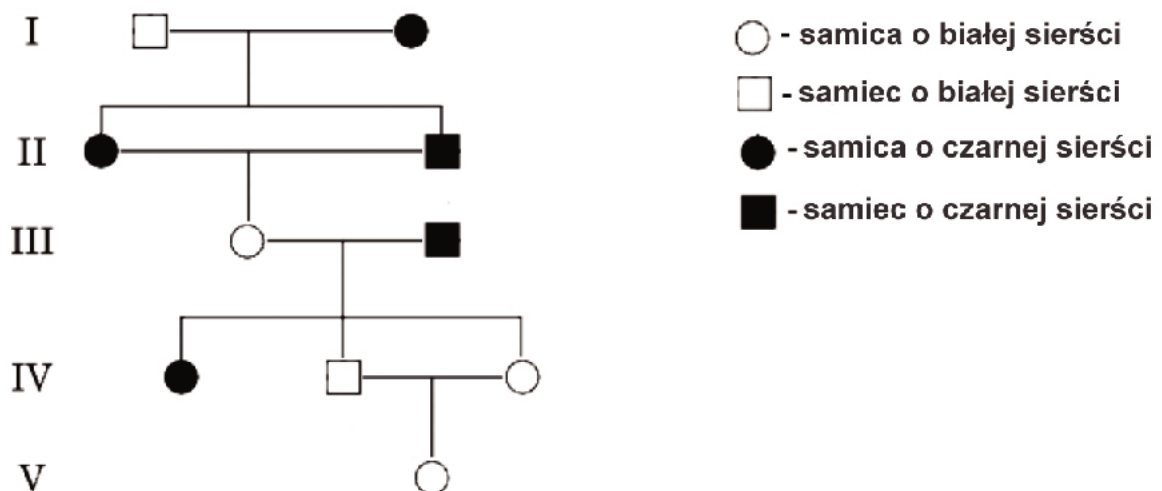 I
II
III
IV
V
- samica o białej sierści
- samiec o białej sierści
- samica o czarnej sierści
- samiec o czarnej sierści